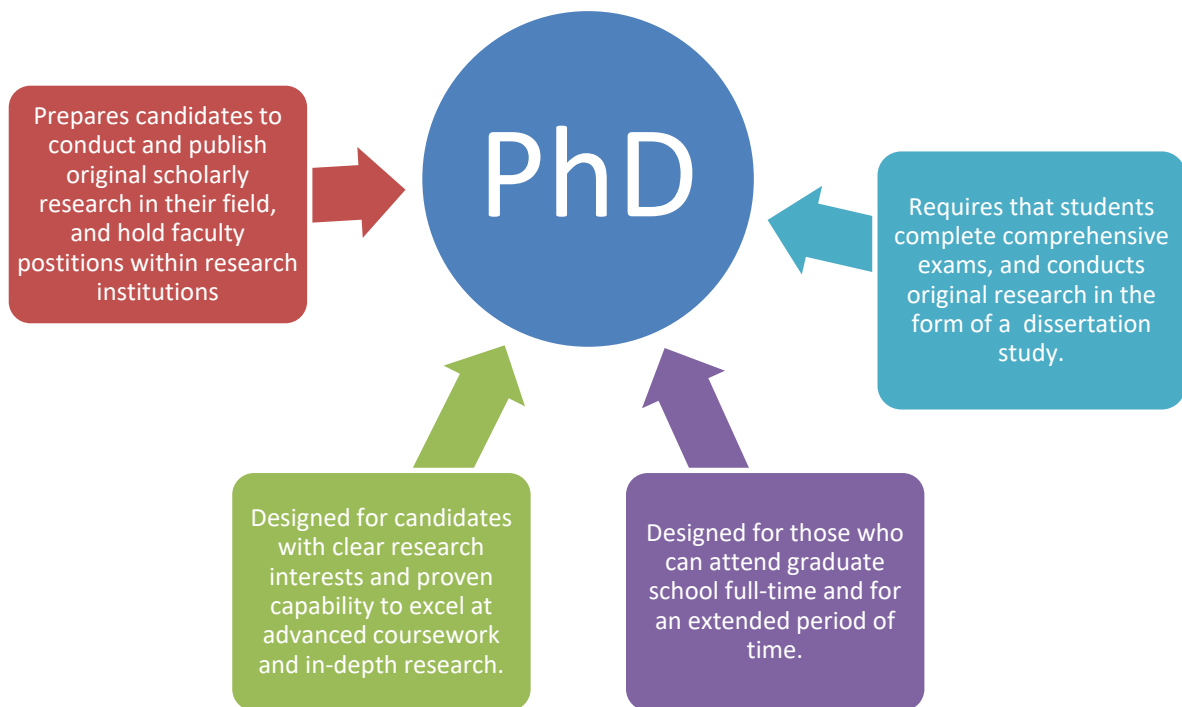 PhD
Prepares candidates to
conduct and publish
original scholarly
research in their field,
and hold faculty
postitions within research
institutions
Requires that students
complete comprehensive
exams, and conducts
original research in the
form of a  dissertation
study.
Designed for candidates
with clear research
interests and proven
capability to excel at
advanced coursework
and in-depth research.
Designed for those who
can attend graduate
school full-time and for
an extended period of
time.